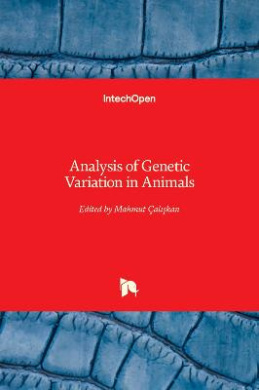 IntechOpen
Analysis of Genetic
Variation in Animals
Edited by Mahmut Çalışkan